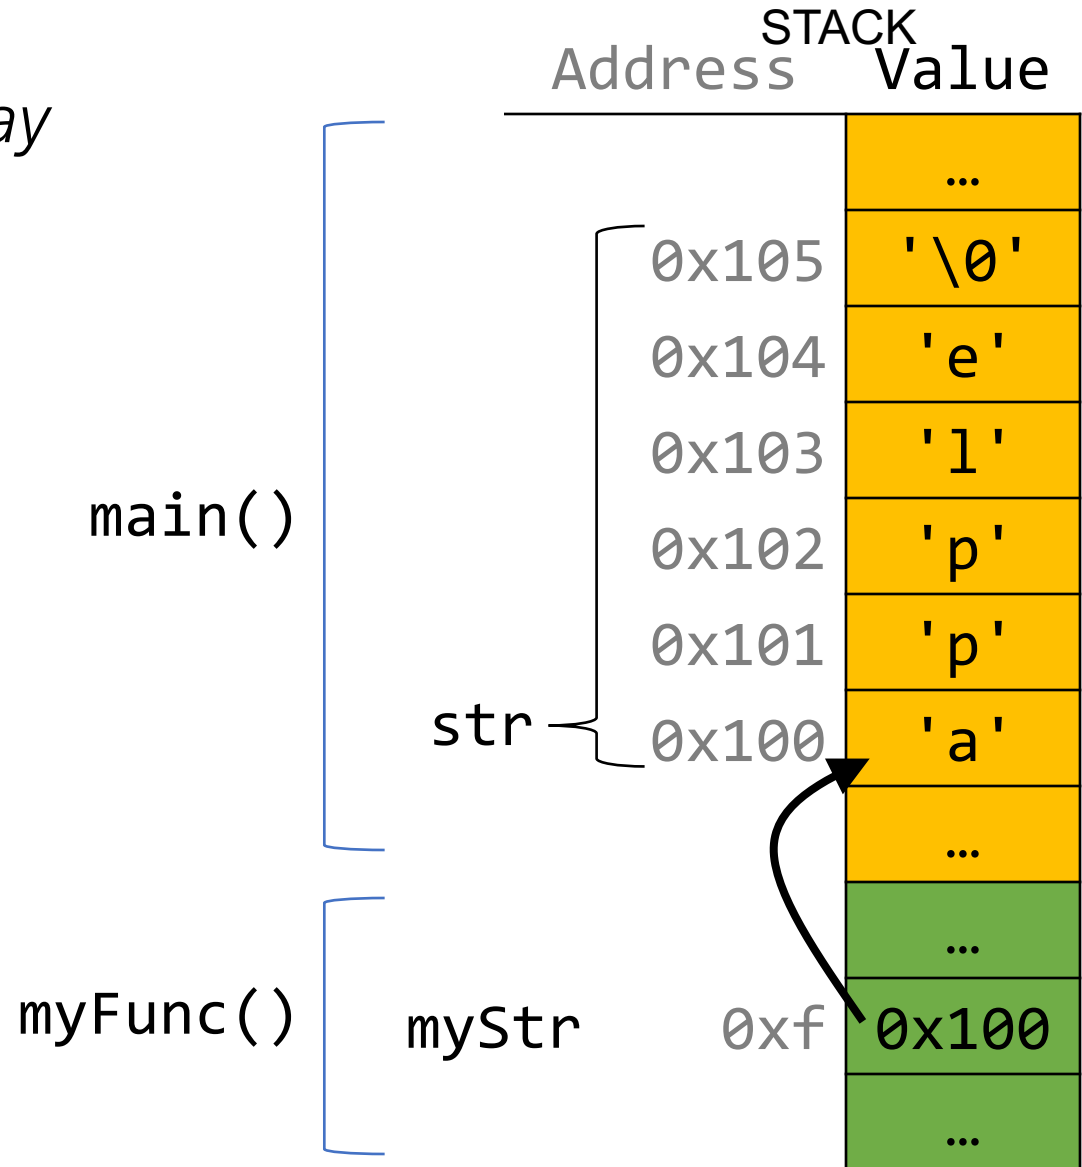 STACK
Address Value
ay
…
0x105 '\0'
0x104 'e'
0x103 'l'
main() 0x102 'p'
0x101 'p'
str 0x100 'a'
…
…
myFunc() myStr 0xf 0x100
…